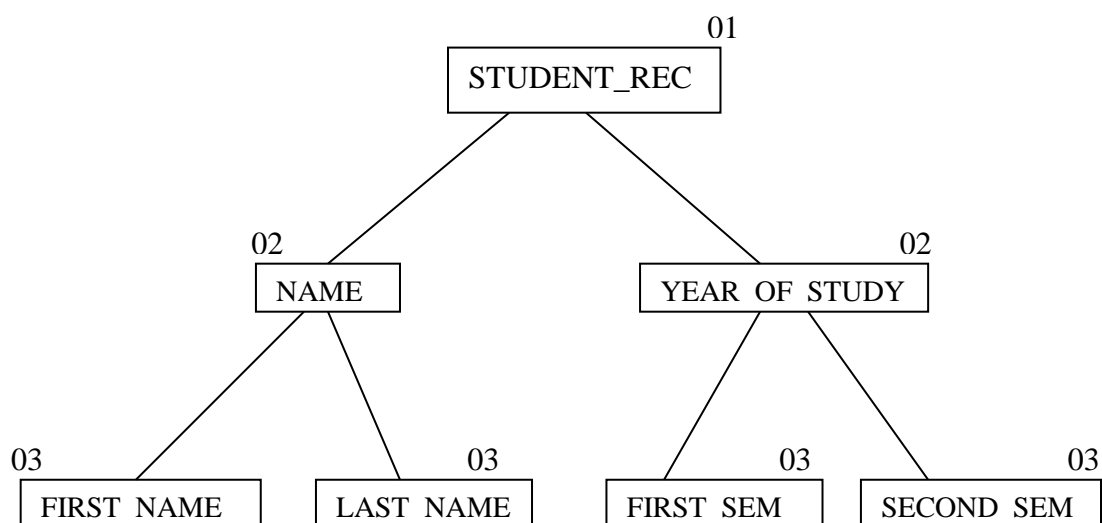 01
STUDENT_REC
02 02
NAME YEAR OF STUDY
03 03 03 03
FIRST NAME LAST NAME FIRST SEM SECOND SEM